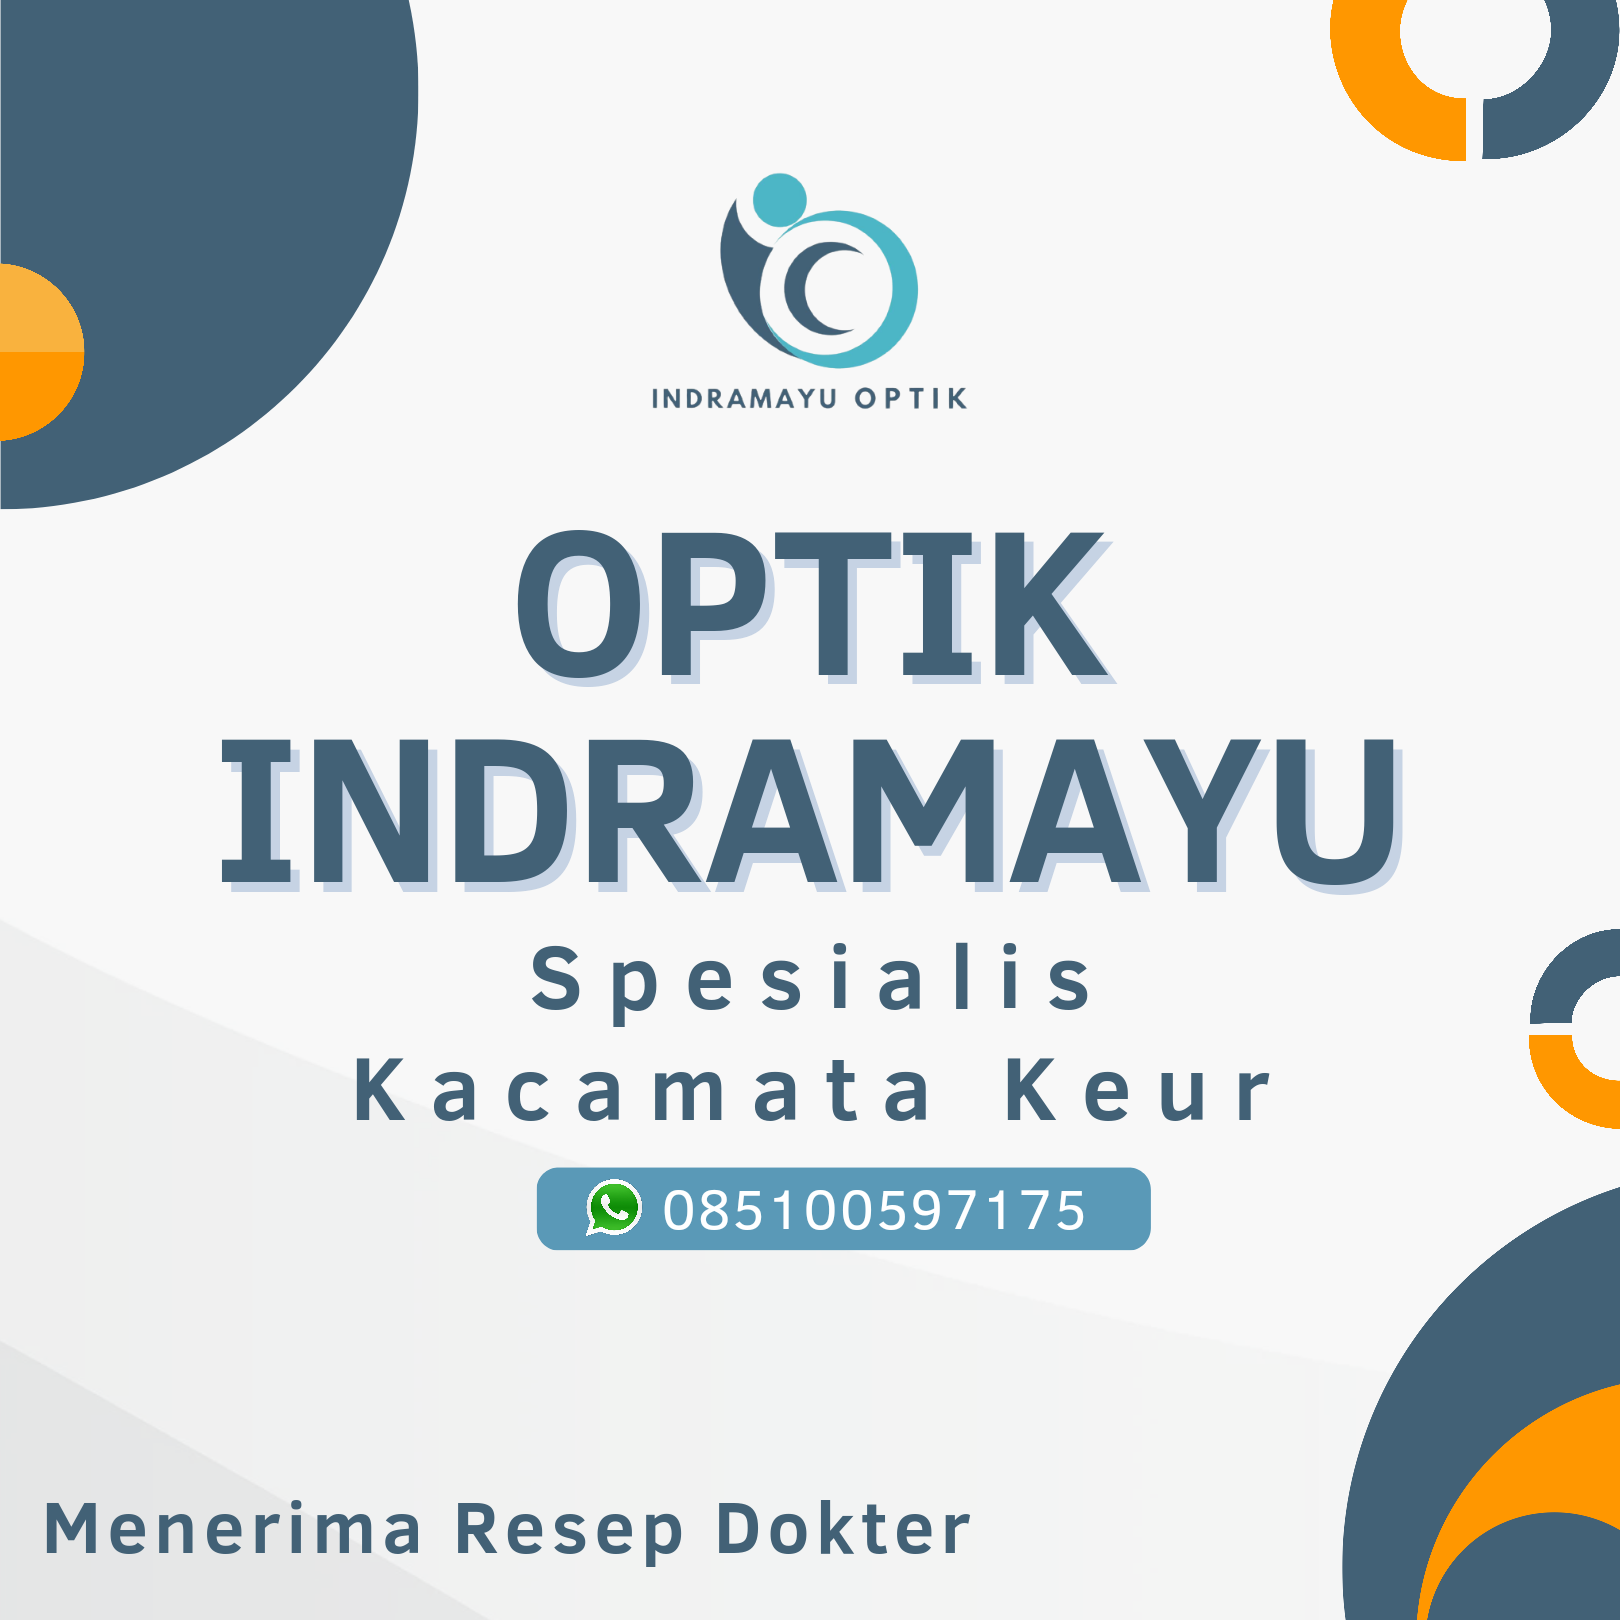 INDRAMAYU OPTIK
OPTIK
INDRAMAYU
Spesialis
Kacamata Keur
085100597175
Menerima Resep Dokter